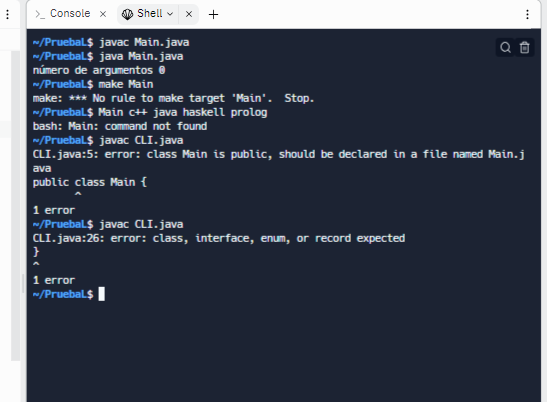 >_ Console × Shell × +
~/PruebaL$ javac Main.java
~/PruebaL$ java Main.java
número de argumentos 0
~/PruebaL$ make Main
make: *** No rule to make target 'Main'.  Stop.
~/PruebaL$ Main c++ java haskell prolog
bash: Main: command not found
~/PruebaL$ javac CLI.java
CLI.java:5: error: class Main is public, should be declared in a file named Main.j
ava
public class Main {
       ^
1 error
~/PruebaL$ javac CLI.java
CLI.java:26: error: class, interface, enum, or record expected
}
^
1 error
~/PruebaL$